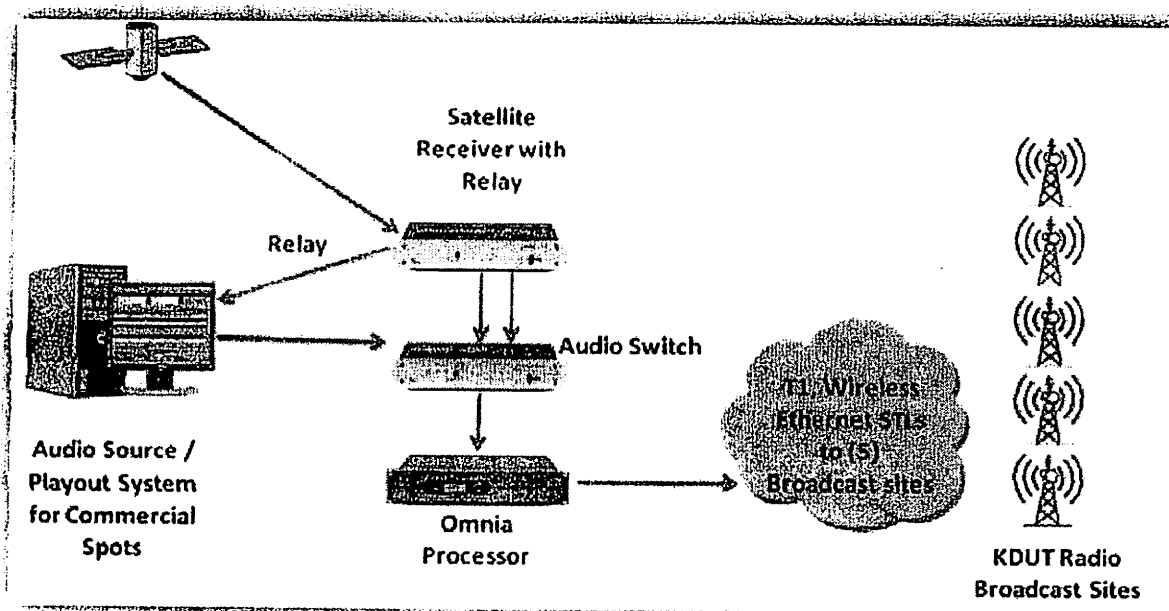 Satellite
Receiver with
Relay
Relay
Audio Switch
Audio Source /
Playout System
for Commercial
Spots
Omnia
Processor
T1, Wireless
Ethernet STLs
to (5)
Broadcast sites
KDUT Radio
Broadcast Sites